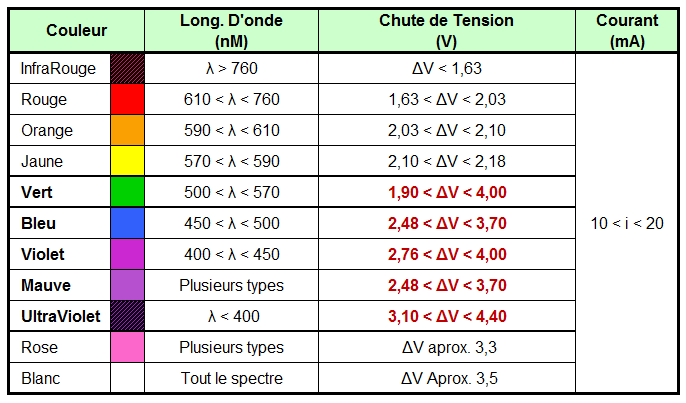 Couleur Long. D'onde (nM) Chute de Tension (V) Courant (mA)
InfraRouge λ > 760 ΔV < 1,63
Rouge 610 < λ < 760 1,63 < ΔV < 2,03
Orange 590 < λ < 610 2,03 < ΔV < 2,10
Jaune 570 < λ < 590 2,10 < ΔV < 2,18
Vert 500 < λ < 570 1,90 < ΔV < 4,00
Bleu 450 < λ < 500 2,48 < ΔV < 3,70 10 < i < 20
Violet 400 < λ < 450 2,76 < ΔV < 4,00
Mauve Plusieurs types 2,48 < ΔV < 3,70
UltraViolet λ < 400 3,10 < ΔV < 4,40
Rose Plusieurs types ΔV aprox. 3,3
Blanc Tout le spectre ΔV Aprox. 3,5